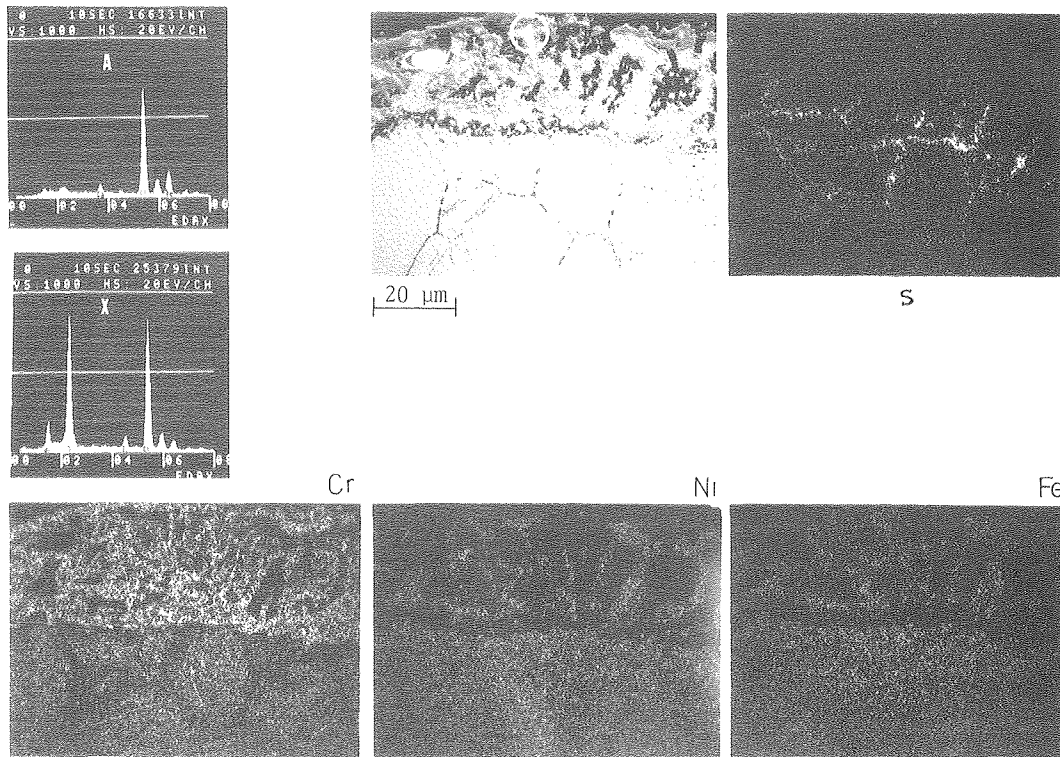 0 10SEC 16633INT
VS 1000 HS: 20EV/CH
A
00 02 04 06 08
EDAX
20 μm
S
0 10SEC 25379INT
VS 1000 HS: 20EV/CH
X
00 02 04 06 08
EDAX
Cr
Ni
Fe